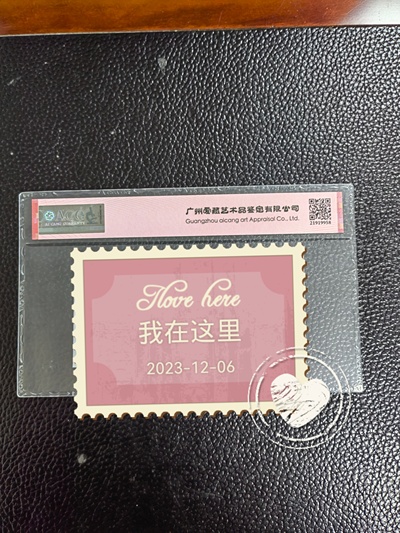 广州爱藏艺术品鉴定有限公司
Guangzhou aicang art Appraisal Co., Ltd.
21919954
Ilove here
我在这里
2023-12-06